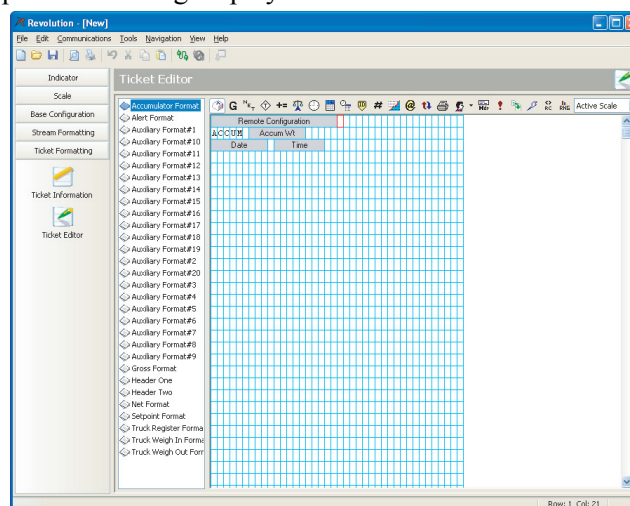 Revolution - [New]
File Edit Communications Tools Navigation View Help
Indicator
Scale
Base Configuration
Stream Formatting
Ticket Formatting
Ticket Information
Ticket Editor
Ticket Editor
Accumulator Format
Alert Format
Auxiliary Format#1
Auxiliary Format#10
Auxiliary Format#11
Auxiliary Format#12
Auxiliary Format#13
Auxiliary Format#14
Auxiliary Format#15
Auxiliary Format#16
Auxiliary Format#17
Auxiliary Format#18
Auxiliary Format#19
Auxiliary Format#2
Auxiliary Format#20
Auxiliary Format#3
Auxiliary Format#4
Auxiliary Format#5
Auxiliary Format#6
Auxiliary Format#7
Auxiliary Format#8
Auxiliary Format#9
Gross Format
Header One
Header Two
Net Format
Setpoint Format
Truck Register Forma
Truck Weigh In Forma
Truck Weigh Out Forr
G Active Scale
Remote Configuration
ACCUM Accum Wt
Date Time
Row: 1 Col: 21